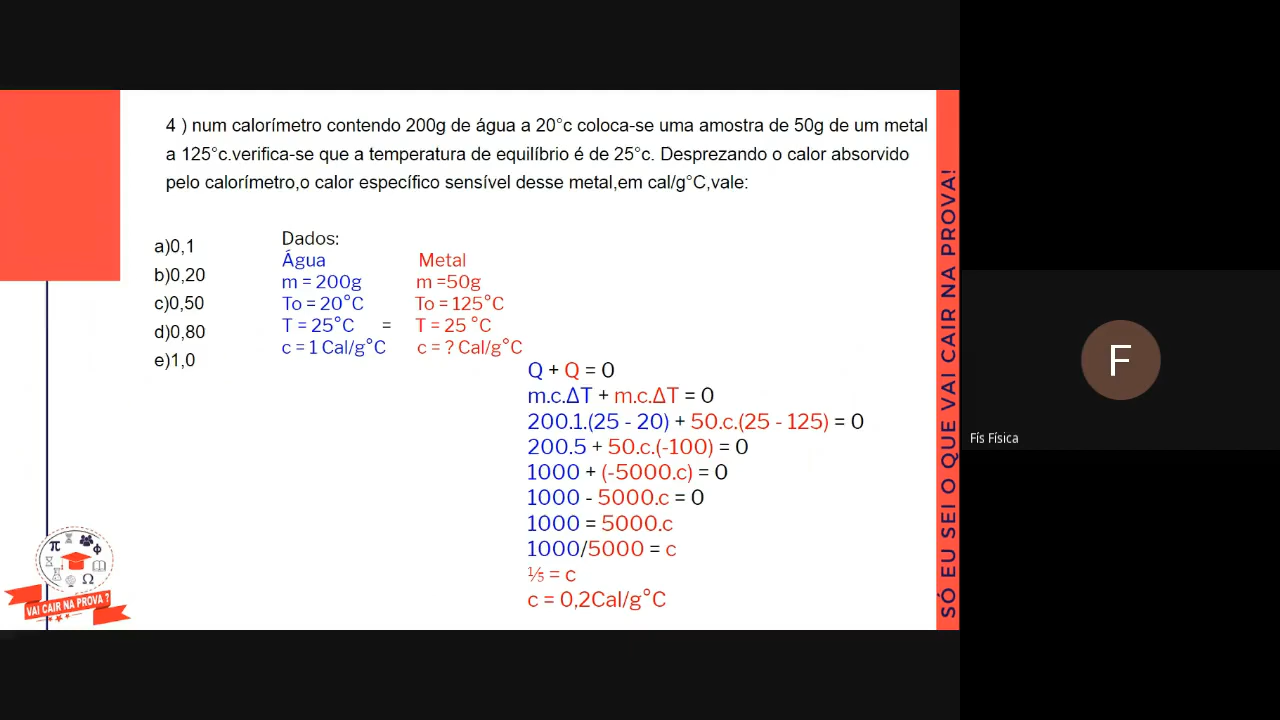 4 ) num calorímetro contendo 200g de água a 20°c coloca-se uma amostra de 50g de um metal
a 125°c.verifica-se que a temperatura de equilíbrio é de 25°c. Desprezando o calor absorvido
pelo calorímetro,o calor específico sensível desse metal,em cal/g°C,vale:
a)0,1
b)0,20
c)0,50
d)0,80
e)1,0
Dados:
Água Metal
m = 200g m =50g
To = 20°C To = 125°C
T = 25°C = T = 25 °C
c = 1 Cal/g°C c = ? Cal/g°C
Q + Q = 0
m.c.ΔT + m.c.ΔT = 0
200.1.(25 - 20) + 50.c.(25 - 125) = 0
200.5 + 50.c.(-100) = 0
1000 + (-5000.c) = 0
1000 - 5000.c = 0
1000 = 5000.c
1000/5000 = c
⅕ = c
c = 0,2Cal/g°C
π Φ Ω
VAI CAIR NA PROVA ?
SÓ EU SEI O QUE VAI CAIR NA PROVA!
F
Fís Física